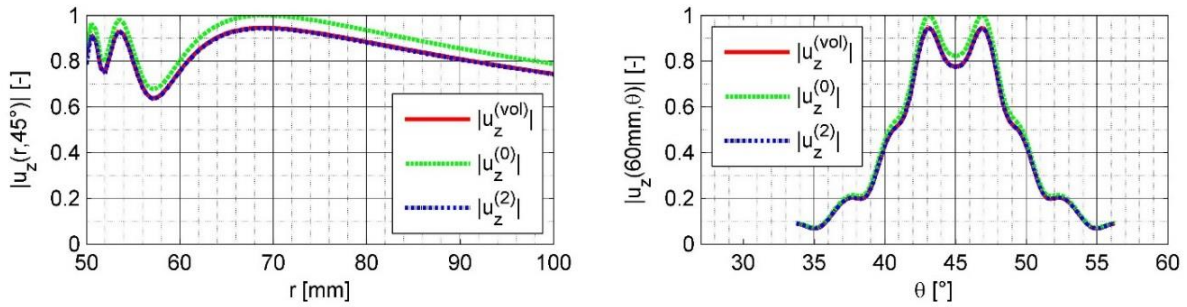 |u_z(r,45°)| [-]
1
0.8
0.6
0.4
0.2
0
50 60 70 80 90 100
r [mm]
|u_z^(vol)|
|u_z^(0)|
|u_z^(2)|
|u_z(60mm,θ)| [-]
1
0.8
0.6
0.4
0.2
0
30 35 40 45 50 55 60
θ [°]
|u_z^(vol)|
|u_z^(0)|
|u_z^(2)|